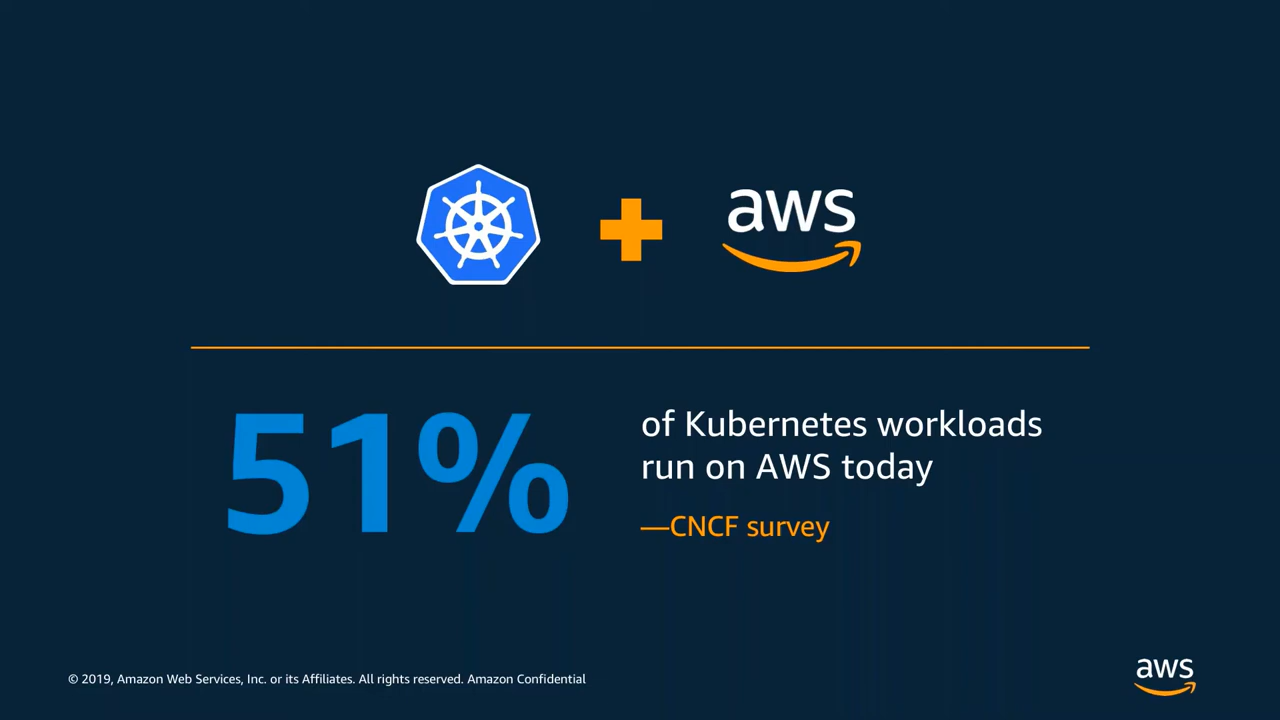 aws
51%
of Kubernetes workloads
run on AWS today
—CNCF survey
© 2019, Amazon Web Services, Inc. or its Affiliates. All rights reserved. Amazon Confidential
aws